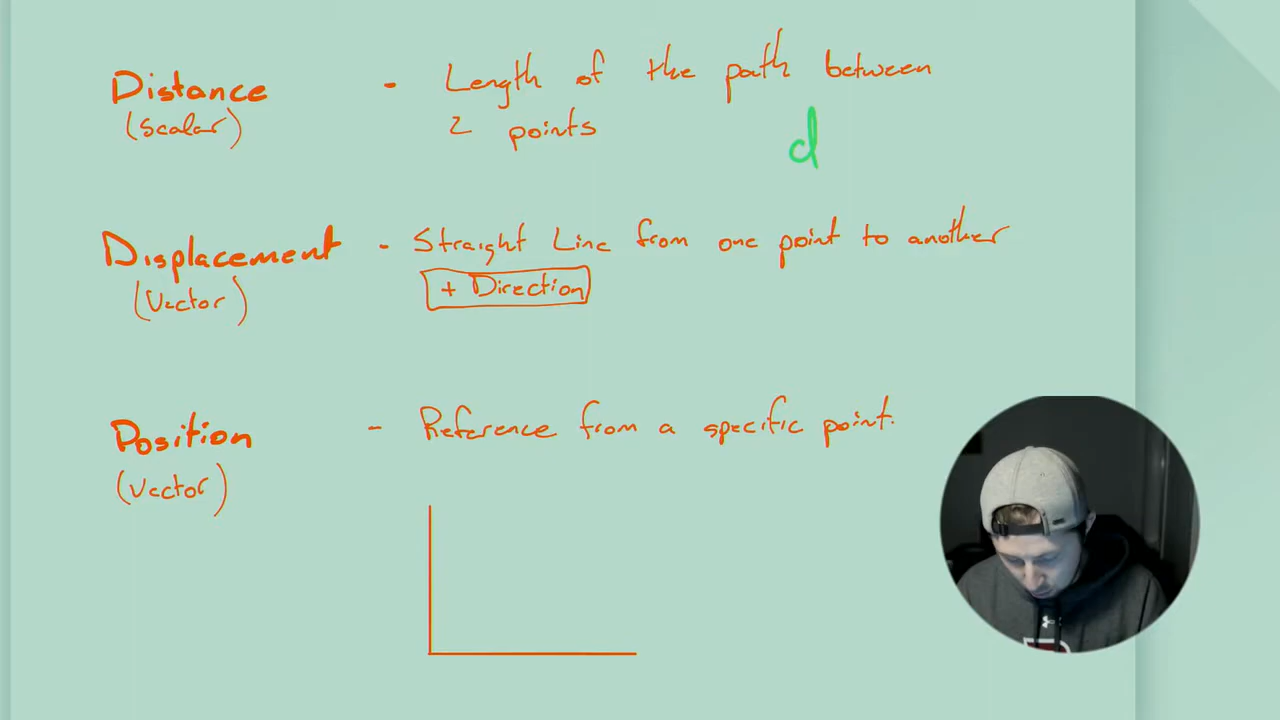 Distance - Length of the path between
(Scalar) 2 points d
Displacement - Straight Line from one point to another
(Vector) + Direction
Position - Reference from a specific point.
(Vector)